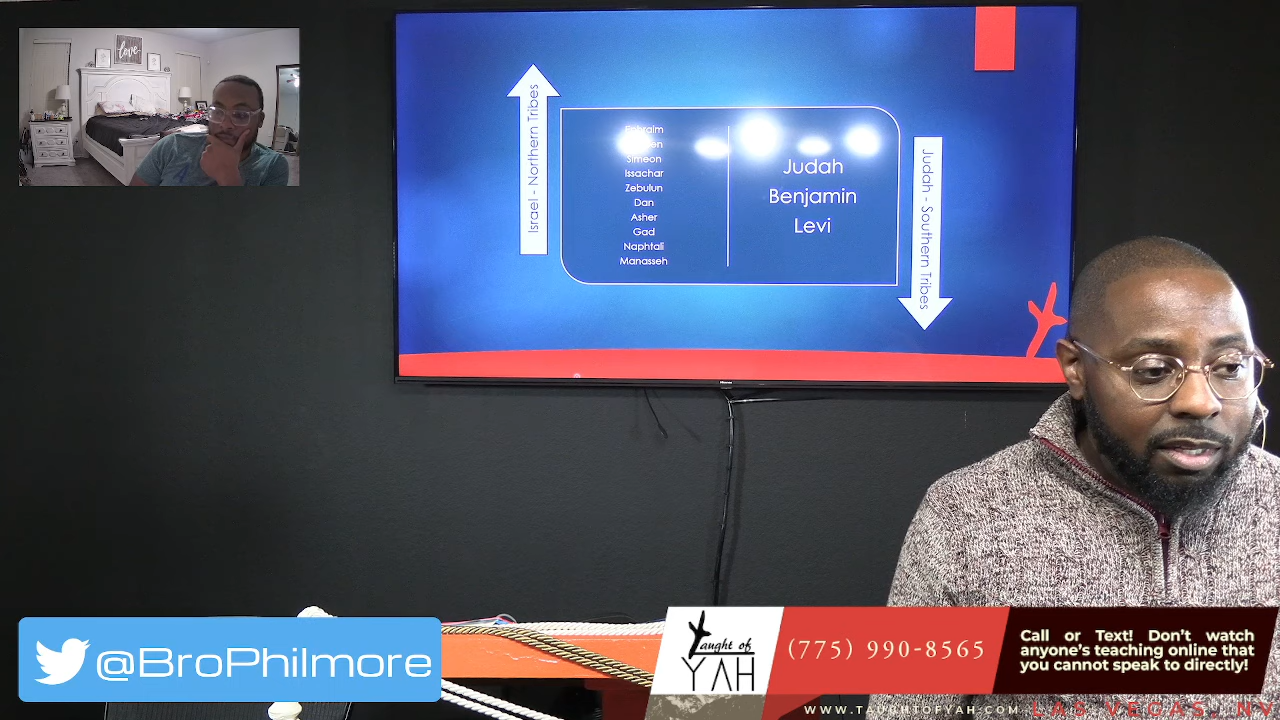 love
Israel - Northern Tribes
Simeon
Issachar
Zebulun
Dan
Asher
Gad
Naphtali
Manasseh
Judah
Benjamin
Levi
Judah - Southern Tribes
Hisense
@BroPhilmore
Taught of
YAH
(775) 990-8565
Call or Text! Don't watch
anyone's teaching online that
you cannot speak to directly!
WWW.TAUGHTOFYAH.COM
LAS VEGAS, NV